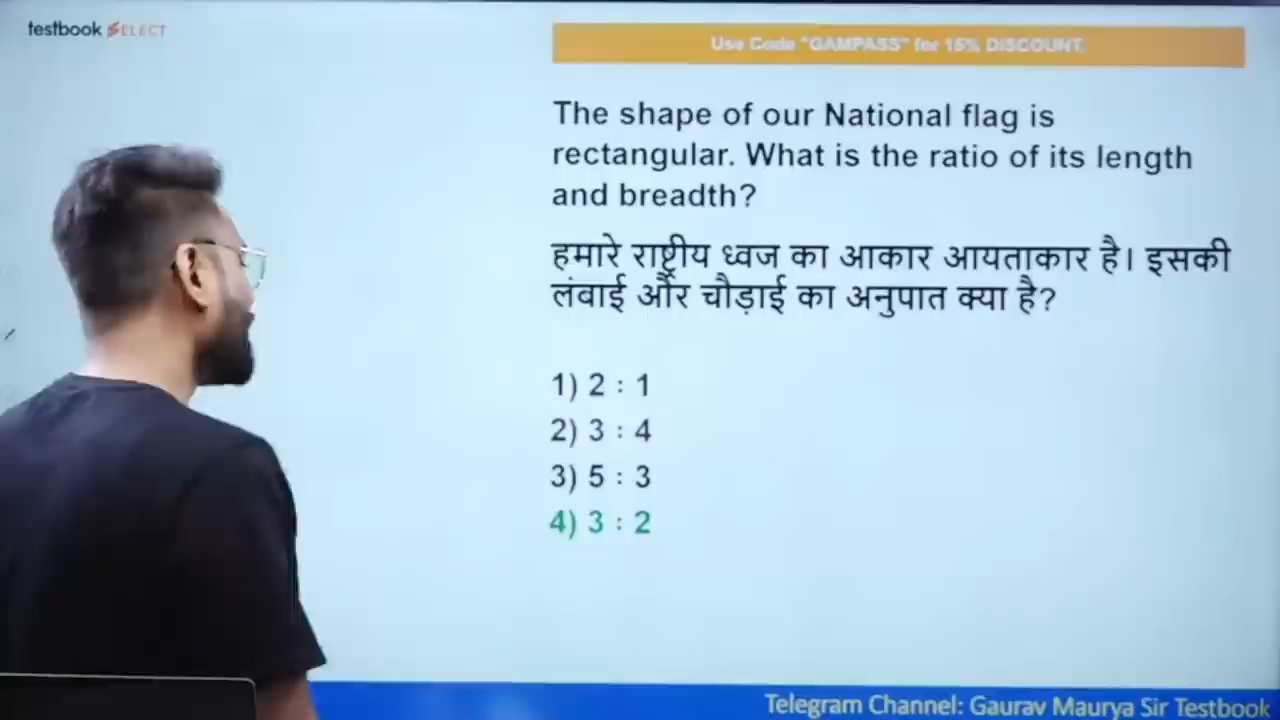 testbook SELECT
Use Code "GAMPASS" for 15% DISCOUNT.
The shape of our National flag is
rectangular. What is the ratio of its length
and breadth?
हमारे राष्ट्रीय ध्वज का आकार आयताकार है। इसकी
लंबाई और चौड़ाई का अनुपात क्या है?
1) 2 : 1
2) 3 : 4
3) 5 : 3
4) 3 : 2
Telegram Channel: Gaurav Maurya Sir Testbook